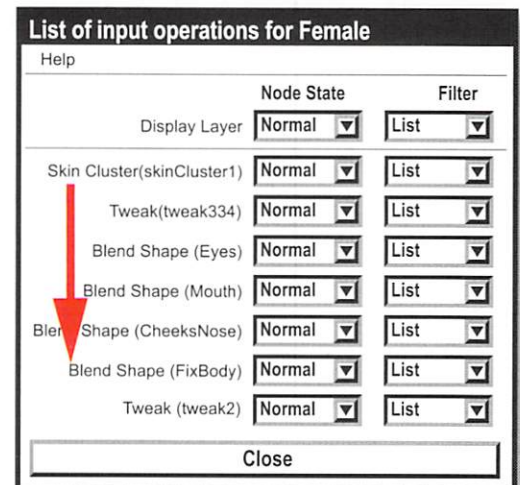 List of input operations for Female
Help
Node State Filter
Display Layer Normal List
Skin Cluster(skinCluster1) Normal List
Tweak(tweak334) Normal List
Blend Shape (Eyes) Normal List
Blend Shape (Mouth) Normal List
Blend Shape (CheeksNose) Normal List
Blend Shape (FixBody) Normal List
Tweak (tweak2) Normal List
Close